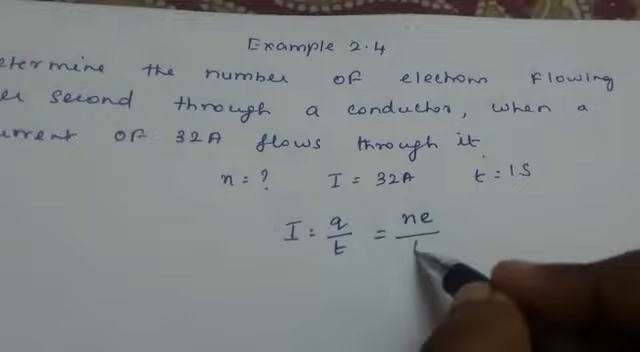 Example 2.4
etermine the number of electrons flowing
er second through a conductor, when a
urrent of 32A flows through it.
n = ? I = 32A t = 1S
I = q/t = ne/t